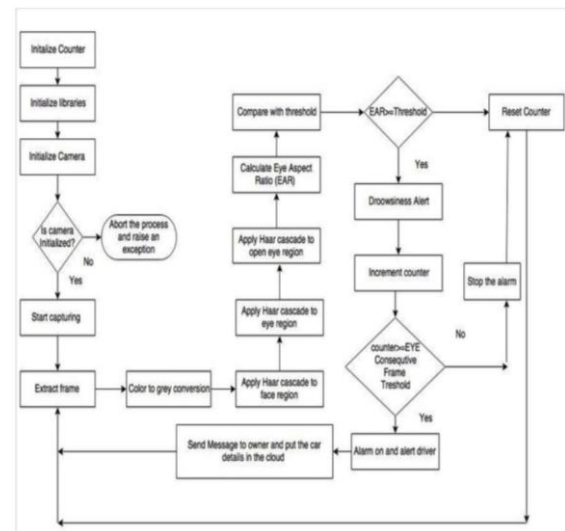 Initalize Counter
Initialize libraries
Initialize Camera
Is camera
Initialized?
Abort the process
and raise an
exception
No
Yes
Start capturing
Extract frame
Color to grey conversion
Apply Haar cascade to
face region
Apply Haar cascade to
eye region
Apply Haar cascade to
open eye region
Calculate Eye Aspect
Ratio (EAR)
Compare with threshold
EAR>=Threshold
Reset Counter
Yes
Droowsiness Alert
Increment counter
Stop the alarm
No
counter>=EYE
Consequtive
Frame
Treshold
Yes
Alarm on and alert driver
Send Message to owner and put the car
details in the cloud